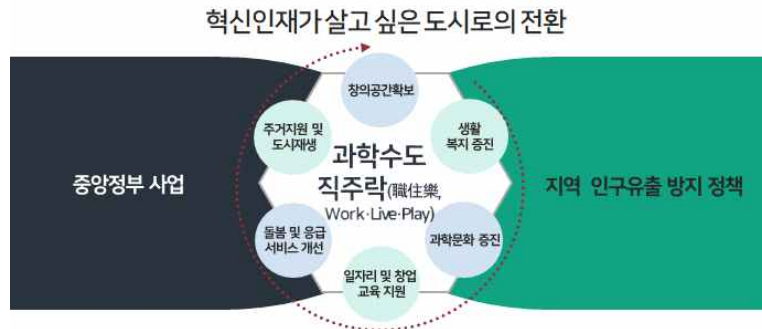 혁신인재가 살고 싶은 도시로의 전환
창의공간확보
주거지원 및
도시재생
생활
복지 증진
중앙정부 사업
과학수도
직주락(職住樂,
Work·Live·Play)
지역 인구유출 방지 정책
돌봄 및 응급
서비스 개선
과학문화 증진
일자리 및 창업
교육 지원